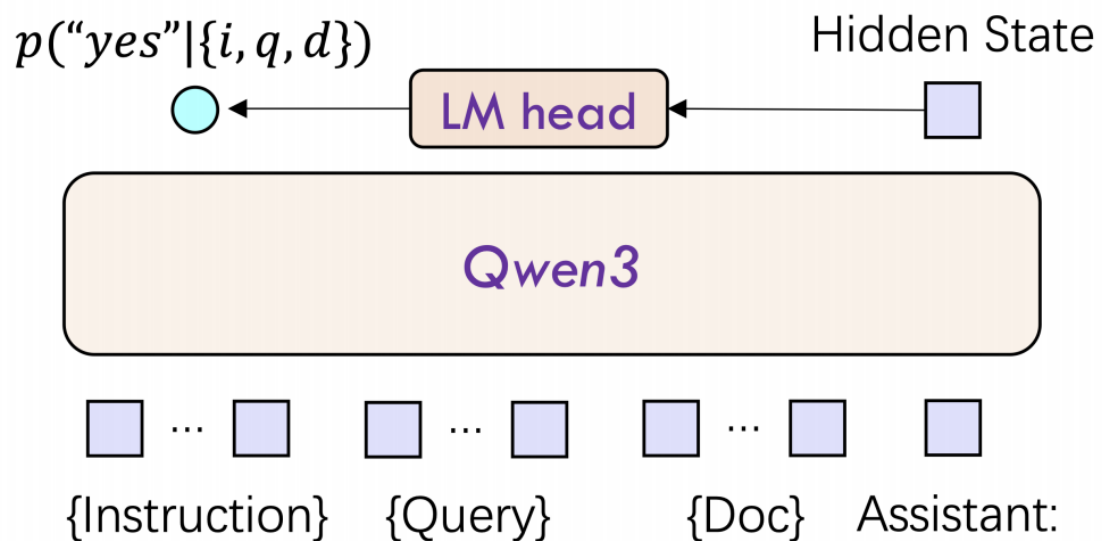 p(“yes”|{i, q, d})
Hidden State
LM head
Qwen3
... ... ...
{Instruction} {Query} {Doc} Assistant: